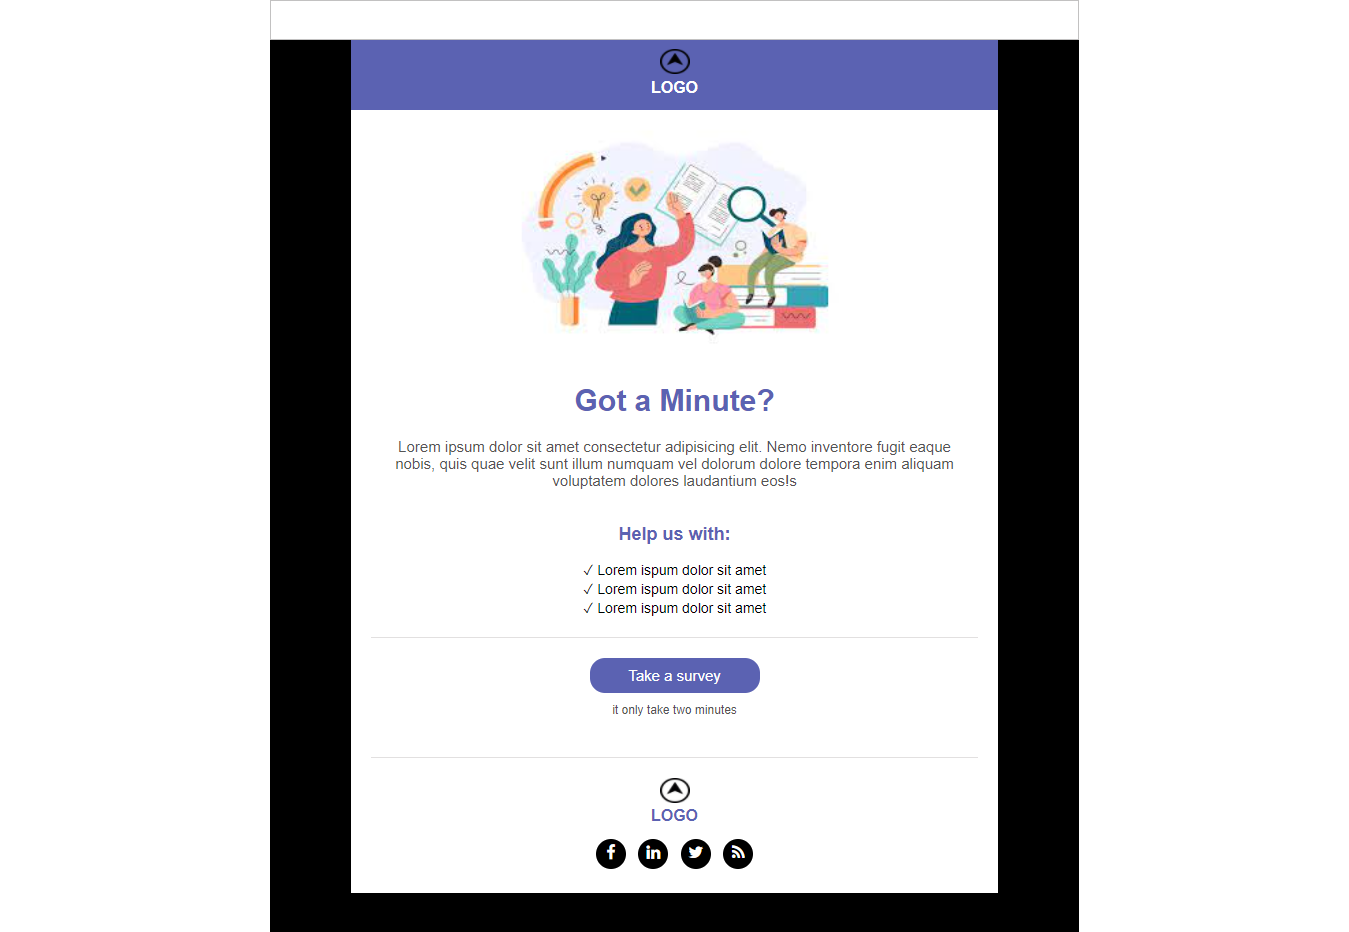 LOGO
Got a Minute?
Lorem ipsum dolor sit amet consectetur adipisicing elit. Nemo inventore fugit eaque
nobis, quis quae velit sunt illum numquam vel dolorum dolore tempora enim aliquam
voluptatem dolores laudantium eos!s
Help us with:
✓ Lorem ispum dolor sit amet
✓ Lorem ispum dolor sit amet
✓ Lorem ispum dolor sit amet
Take a survey
it only take two minutes
LOGO